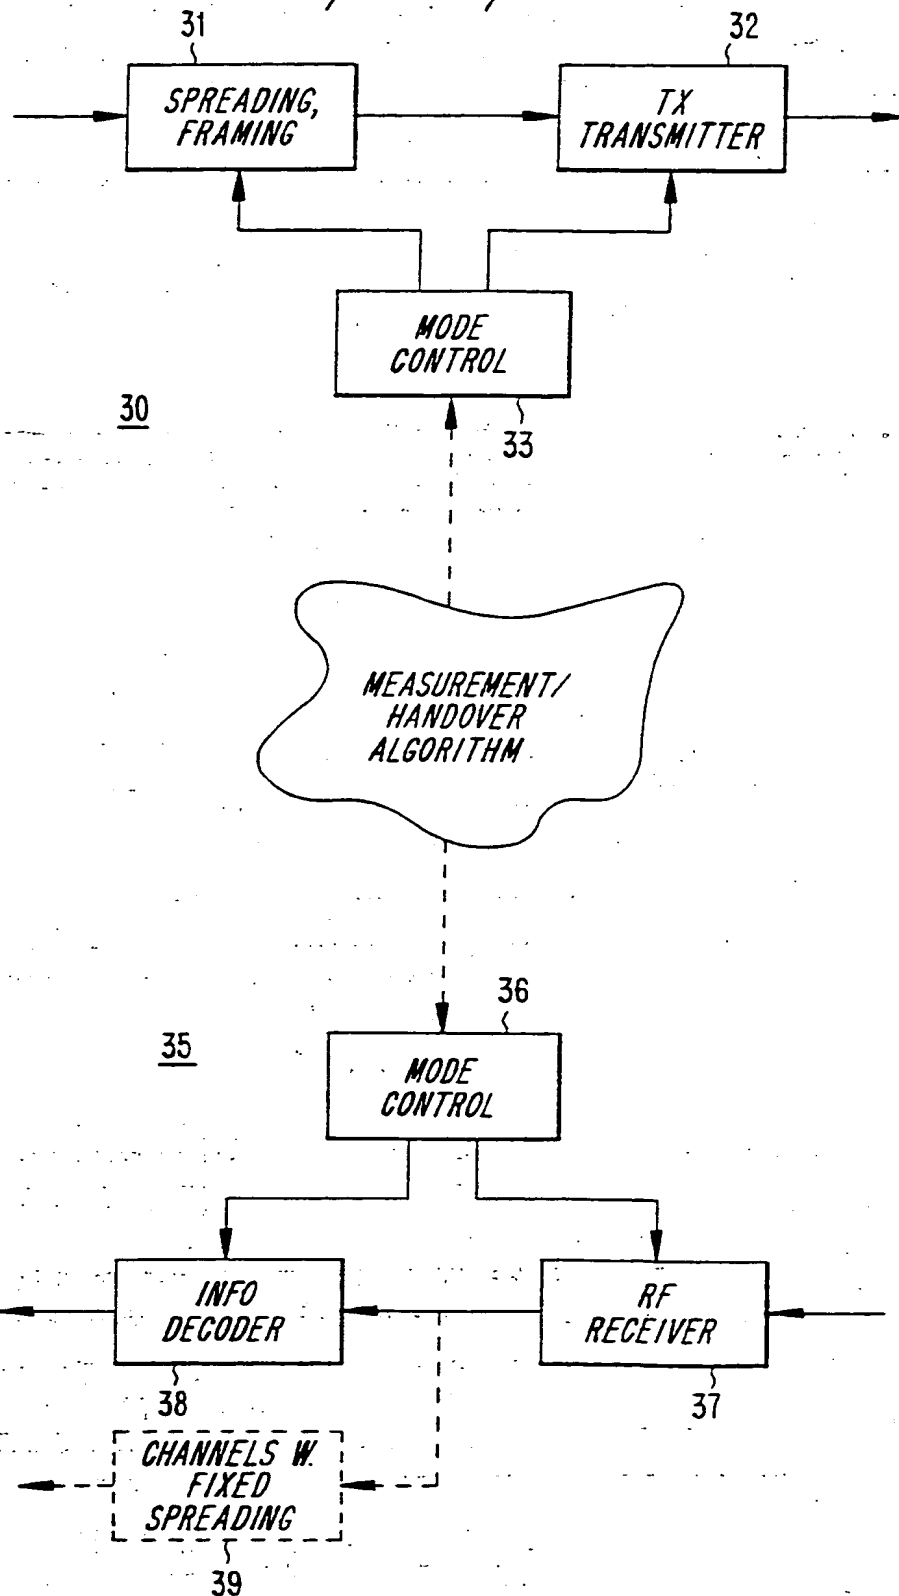 31
32
SPREADING,
FRAMING
TX
TRANSMITTER
MODE
CONTROL
30
33
MEASUREMENT/
HANDOVER
ALGORITHM
36
35
MODE
CONTROL
INFO
DECODER
RF
RECEIVER
38
37
CHANNELS W.
FIXED
SPREADING
39